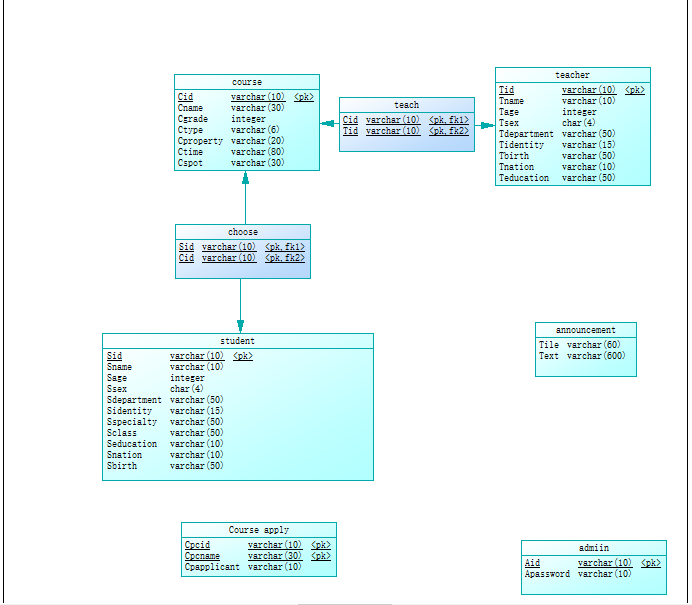 course
Cid varchar(10) <pk>
Cname varchar(30)
Cgrade integer
Ctype varchar(6)
Cproperty varchar(20)
Ctime varchar(80)
Cspot varchar(30)
teach
Cid varchar(10) <pk,fk1>
Tid varchar(10) <pk,fk2>
teacher
Tid varchar(10) <pk>
Tname varchar(10)
Tage integer
Tsex char(4)
Tdepartment varchar(50)
Tidentity varchar(15)
Tbirth varchar(50)
Tnation varchar(10)
Teducation varchar(50)
choose
Sid varchar(10) <pk,fk1>
Cid varchar(10) <pk,fk2>
student
Sid varchar(10) <pk>
Sname varchar(10)
Sage integer
Ssex char(4)
Sdepartment varchar(50)
Sidentity varchar(15)
Sspecialty varchar(50)
Sclass varchar(50)
Seducation varchar(10)
Snation varchar(10)
Sbirth varchar(50)
announcement
Tile varchar(60)
Text varchar(600)
Course apply
Cpcid varchar(10) <pk>
Cpcname varchar(30) <pk>
Cpapplicant varchar(10)
admiin
Aid varchar(10) <pk>
Apassword varchar(10)